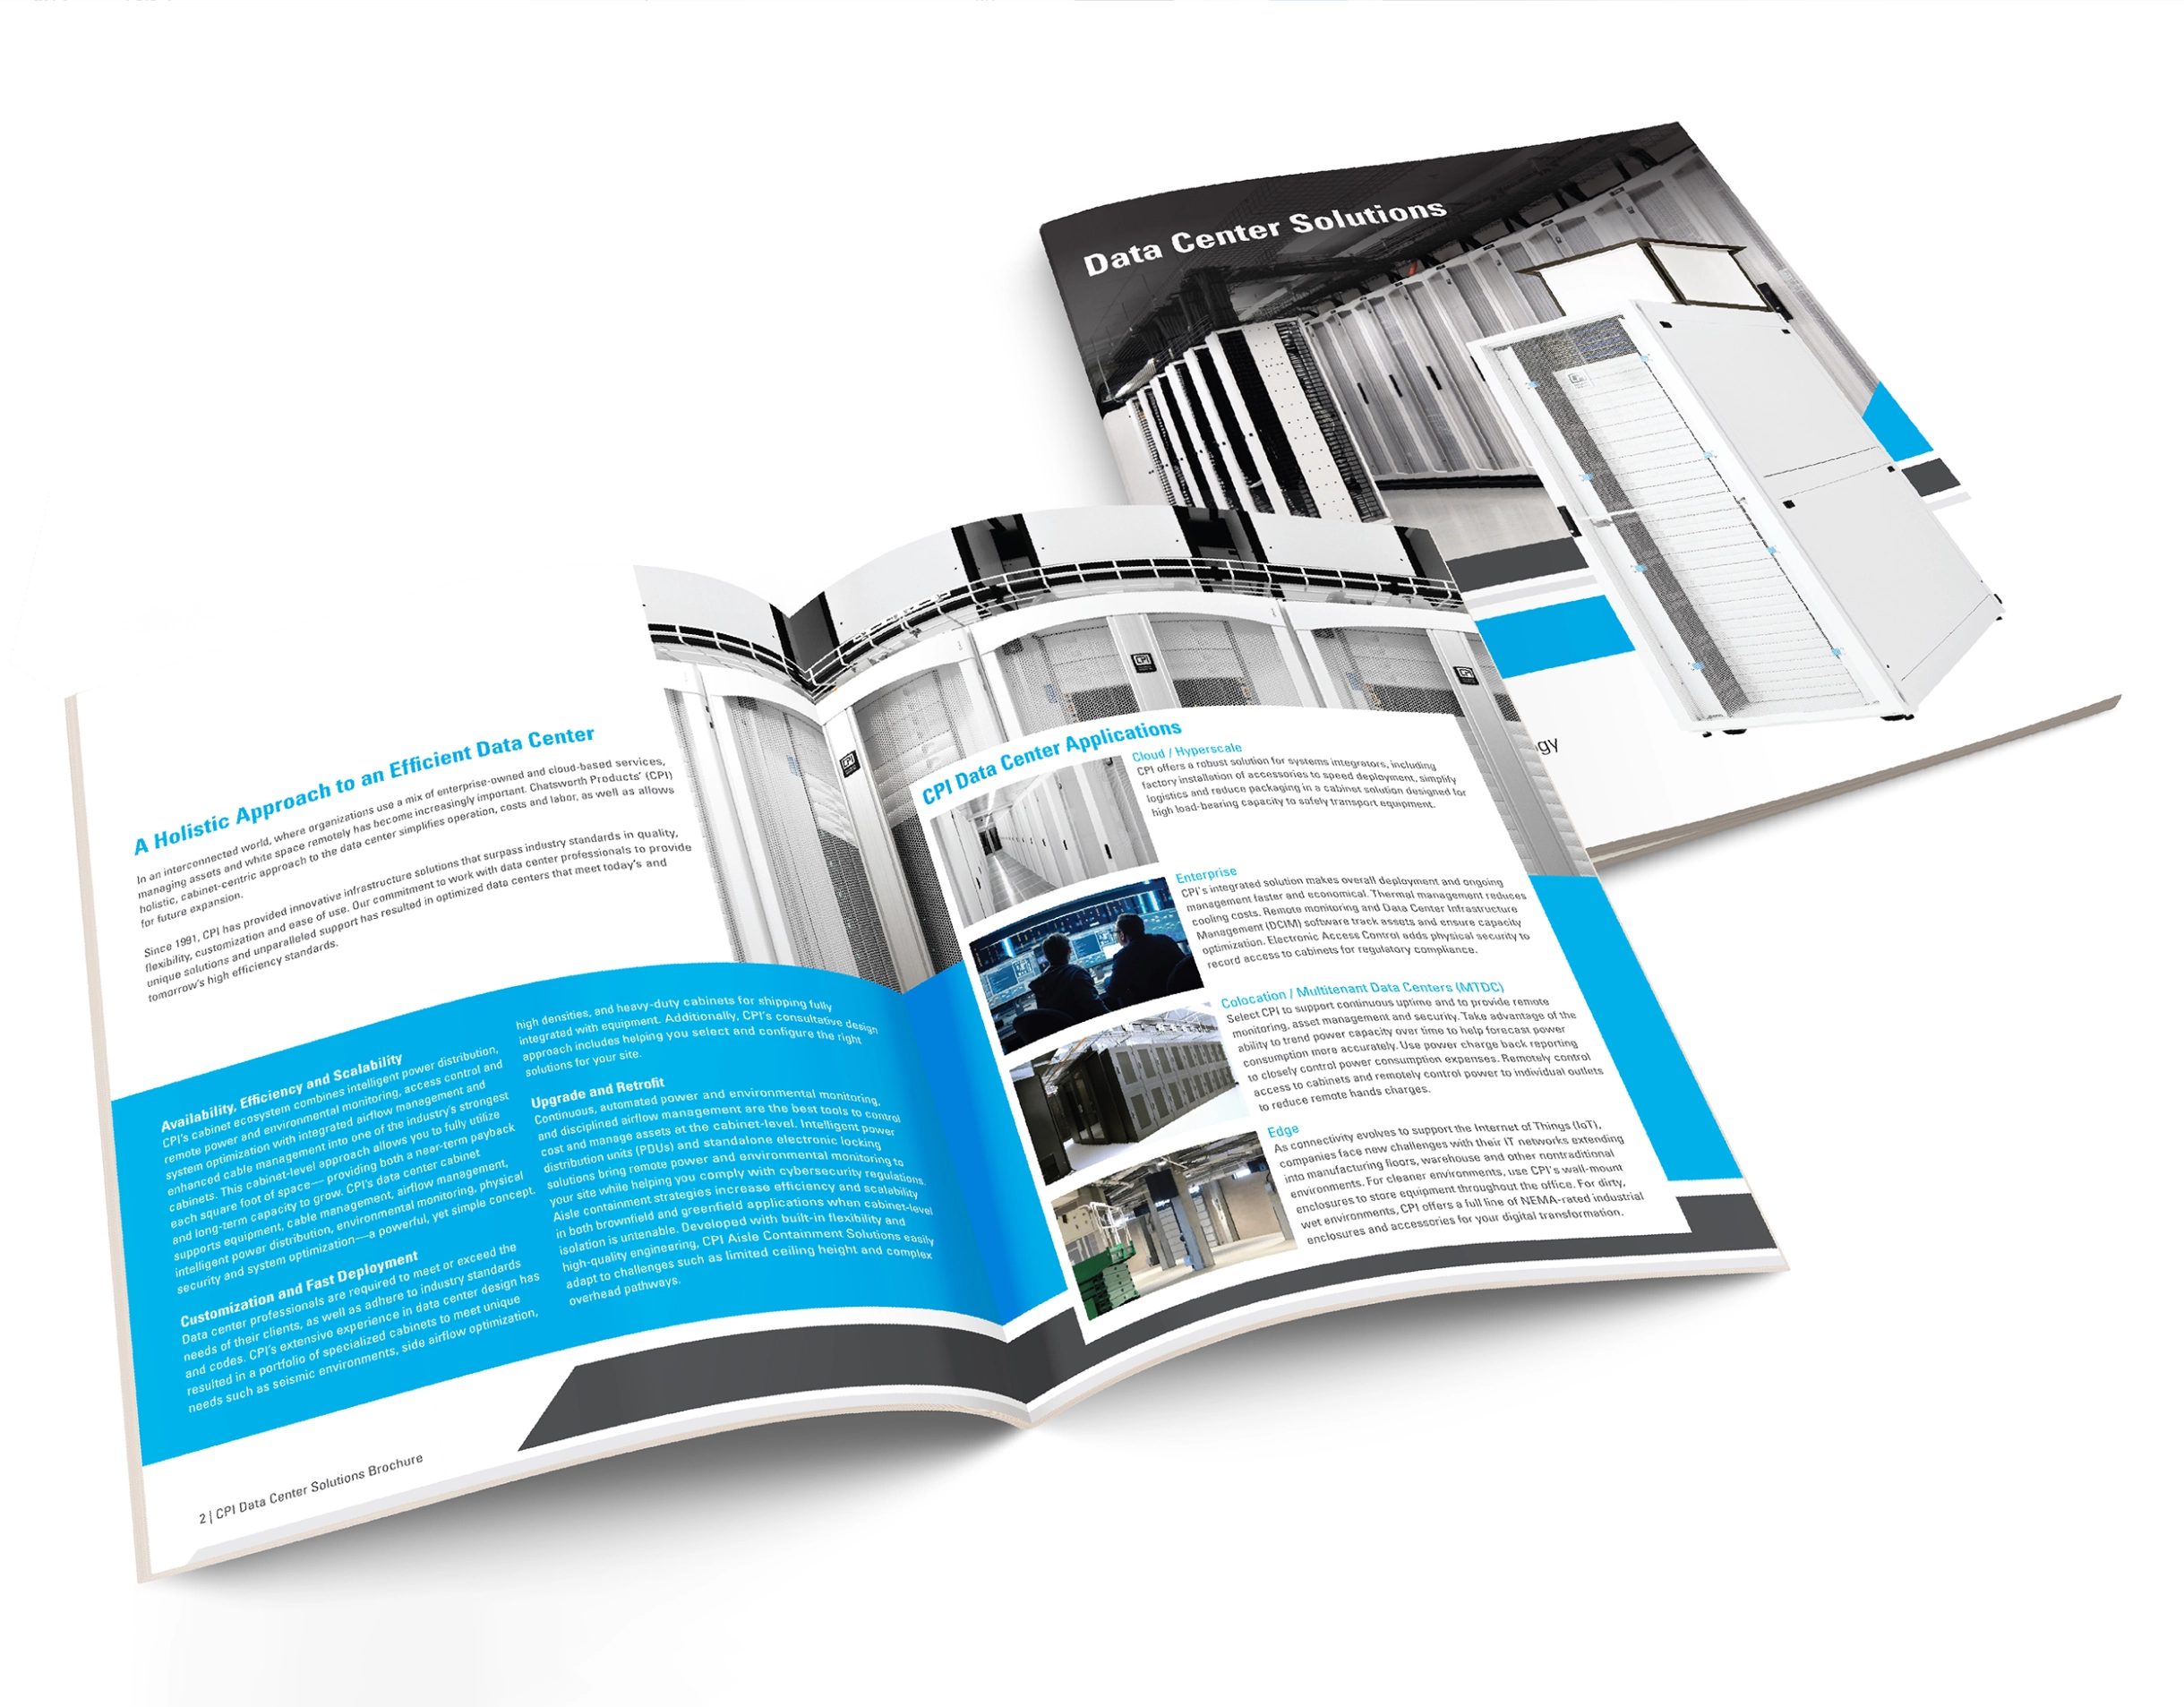 Data Center Solutions
gy
A Holistic Approach to an Efficient Data Center
In an interconnected world, where organizations use a mix of enterprise-owned and cloud-based services,
managing assets and white space remotely has become increasingly important. Chatsworth Products' (CPI)
holistic, cabinet-centric approach to the data center simplifies operation, costs and labor, as well as allows
for future expansion.
Since 1991, CPI has provided innovative infrastructure solutions that surpass industry standards in quality,
flexibility, customization and ease of use. Our commitment to work with data center professionals to provide
unique solutions and unparalleled support has resulted in optimized data centers that meet today's and
tomorrow's high efficiency standards.
Availability, Efficiency and Scalability
CPI's cabinet ecosystem combines intelligent power distribution,
remote power and environmental monitoring, access control and
system optimization with integrated airflow management and
enhanced cable management into one of the industry's strongest
cabinets. This cabinet-level approach allows you to fully utilize
each square foot of space— providing both a near-term payback
and long-term capacity to grow. CPI's data center cabinet
supports equipment, cable management, airflow management,
intelligent power distribution, environmental monitoring, physical
security and system optimization—a powerful, yet simple concept.
Customization and Fast Deployment
Data center professionals are required to meet or exceed the
needs of their clients, as well as adhere to industry standards
and codes. CPI's extensive experience in data center design has
resulted in a portfolio of specialized cabinets to meet unique
needs such as seismic environments, side airflow optimization,
high densities, and heavy-duty cabinets for shipping fully
integrated with equipment. Additionally, CPI's consultative design
approach includes helping you select and configure the right
solutions for your site.
Upgrade and Retrofit
Continuous, automated power and environmental monitoring,
and disciplined airflow management are the best tools to control
cost and manage assets at the cabinet-level. Intelligent power
distribution units (PDUs) and standalone electronic locking
solutions bring remote power and environmental monitoring to
your site while helping you comply with cybersecurity regulations.
Aisle containment strategies increase efficiency and scalability
in both brownfield and greenfield applications when cabinet-level
isolation is untenable. Developed with built-in flexibility and
high-quality engineering, CPI Aisle Containment Solutions easily
adapt to challenges such as limited ceiling height and complex
overhead pathways.
2 | CPI Data Center Solutions Brochure
CPI
CPI
CPI
CPI Data Center Applications
Cloud / Hyperscale
CPI offers a robust solution for systems integrators, including
factory installation of accessories to speed deployment, simplify
logistics and reduce packaging in a cabinet solution designed for
high load-bearing capacity to safely transport equipment.
Enterprise
CPI's integrated solution makes overall deployment and ongoing
management faster and economical. Thermal management reduces
cooling costs. Remote monitoring and Data Center Infrastructure
Management (DCIM) software track assets and ensure capacity
optimization. Electronic Access Control adds physical security to
record access to cabinets for regulatory compliance.
Colocation / Multitenant Data Centers (MTDC)
Select CPI to support continuous uptime and to provide remote
monitoring, asset management and security. Take advantage of the
ability to trend power capacity over time to help forecast power
consumption more accurately. Use power charge back reporting
to closely control power consumption expenses. Remotely control
access to cabinets and remotely control power to individual outlets
to reduce remote hands charges.
Edge
As connectivity evolves to support the Internet of Things (IoT),
companies face new challenges with their IT networks extending
into manufacturing floors, warehouse and other nontraditional
environments. For cleaner environments, use CPI's wall-mount
enclosures to store equipment throughout the office. For dirty,
wet environments, CPI offers a full line of NEMA-rated industrial
enclosures and accessories for your digital transformation.